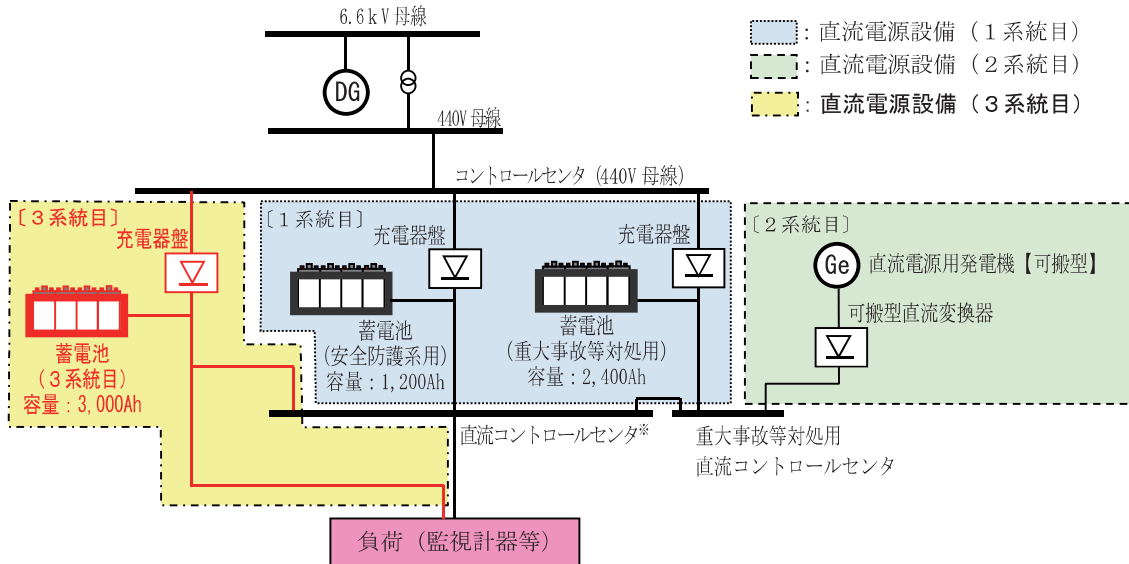 6.6kV母線
DG
440V母線
コントロールセンタ (440V 母線)
：直流電源設備（１系統目）
：直流電源設備（２系統目）
：直流電源設備（３系統目）
〔３系統目〕
充電器盤
蓄電池
(３系統目)
容量：3,000Ah
〔１系統目〕
充電器盤
蓄電池
(安全防護系用)
容量：1,200Ah
充電器盤
蓄電池
(重大事故等対処用)
容量：2,400Ah
〔２系統目〕
Ge
直流電源用発電機【可搬型】
可搬型直流変換器
直流コントロールセンタ※
重大事故等対処用
直流コントロールセンタ
負荷（監視計器等）